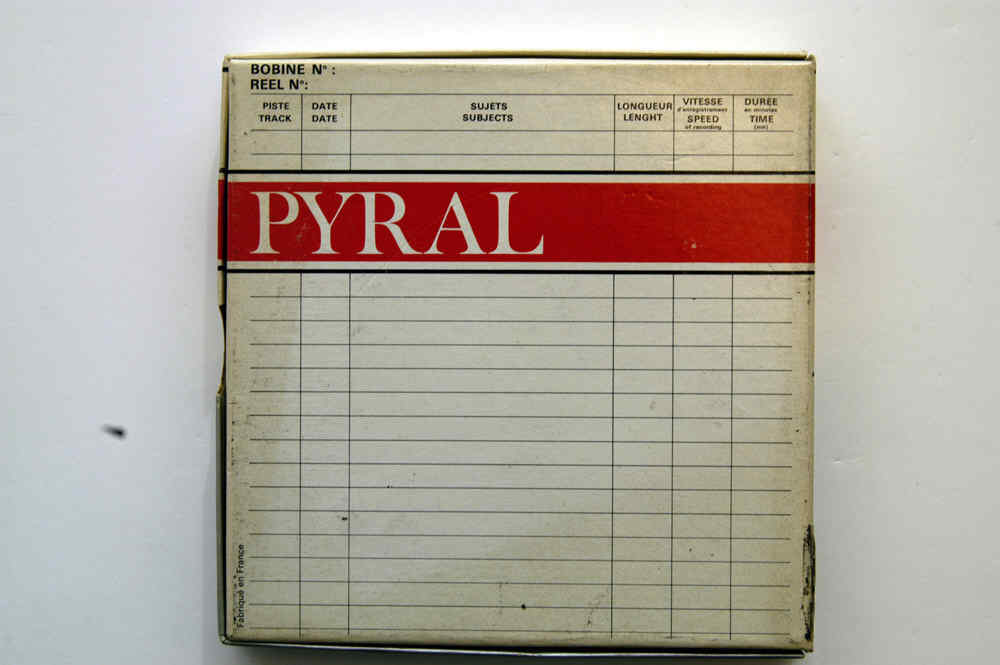 BOBINE N° :
REEL N°:
PISTE DATE SUJETS LONGUEUR VITESSE DURÉE
d'enregistrement en minutes
TRACK DATE SUBJECTS LENGHT SPEED TIME
of recording (mn)
PYRAL
Fabriqué en France